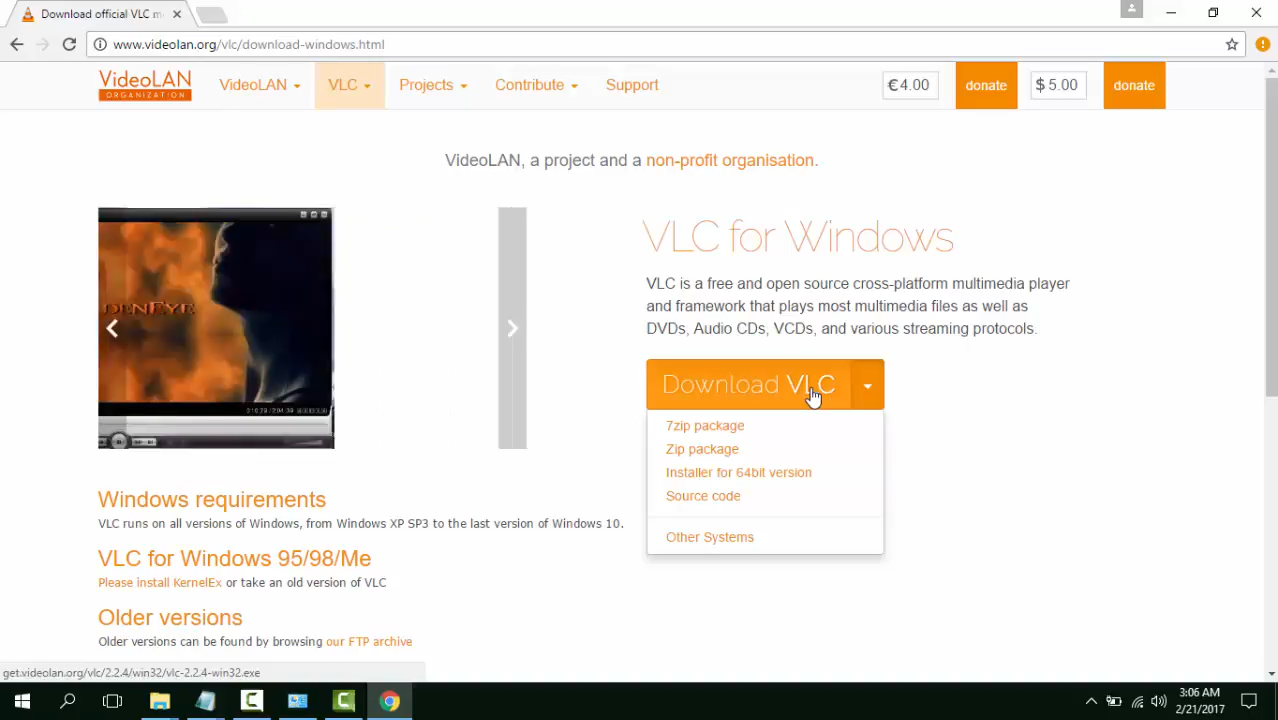 Download official VLC m
www.videolan.org/vlc/download-windows.html
VideoLAN
ORGANIZATION
VideoLAN
VLC
Projects
Contribute
Support
€ 4.00
donate
$ 5.00
donate
VideoLAN, a project and a non-profit organisation.
VLC for Windows
VLC is a free and open source cross-platform multimedia player
and framework that plays most multimedia files as well as
DVDs, Audio CDs, VCDs, and various streaming protocols.
Download VLC
7zip package
Zip package
Installer for 64bit version
Source code
Other Systems
DENEYE
Windows requirements
VLC runs on all versions of Windows, from Windows XP SP3 to the last version of Windows 10.
VLC for Windows 95/98/Me
Please install KernelEx or take an old version of VLC
Older versions
Older versions can be found by browsing our FTP archive
get.videolan.org/vlc/2.2.4/win32/vlc-2.2.4-win32.exe
3:06 AM
2/21/2017